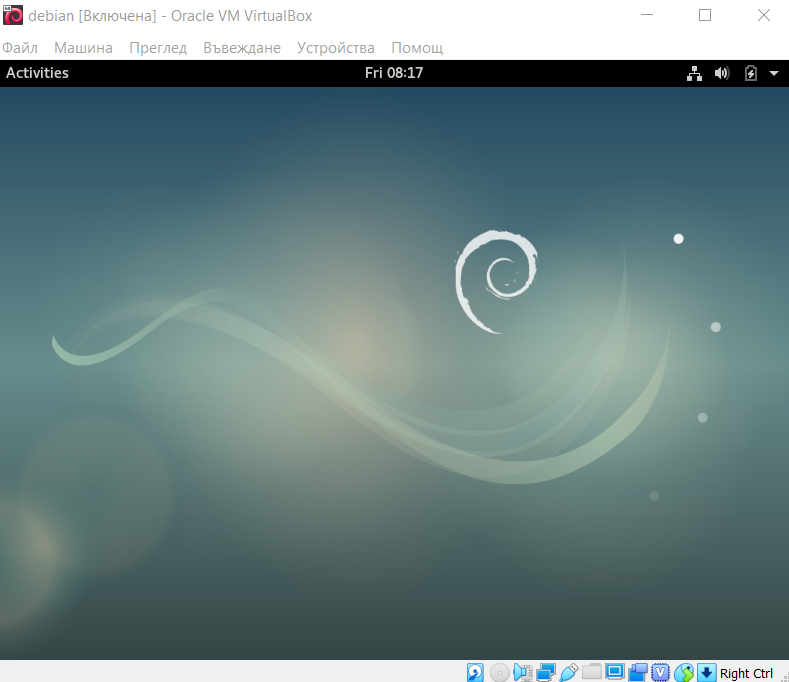 debian [Включена] - Oracle VM VirtualBox
Файл Машина Преглед Въвеждане Устройства Помощ
Activities Fri 08:17
Right Ctrl